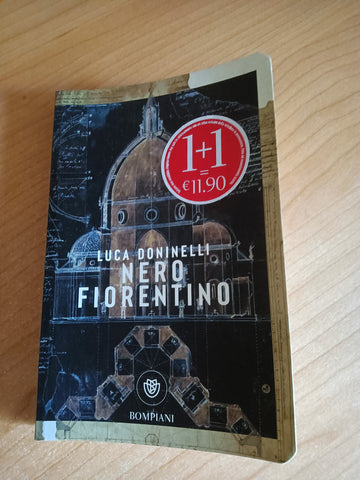 1+1
=
€11,90
LUCA DONINELLI
NERO
FIORENTINO
BOMPIANI